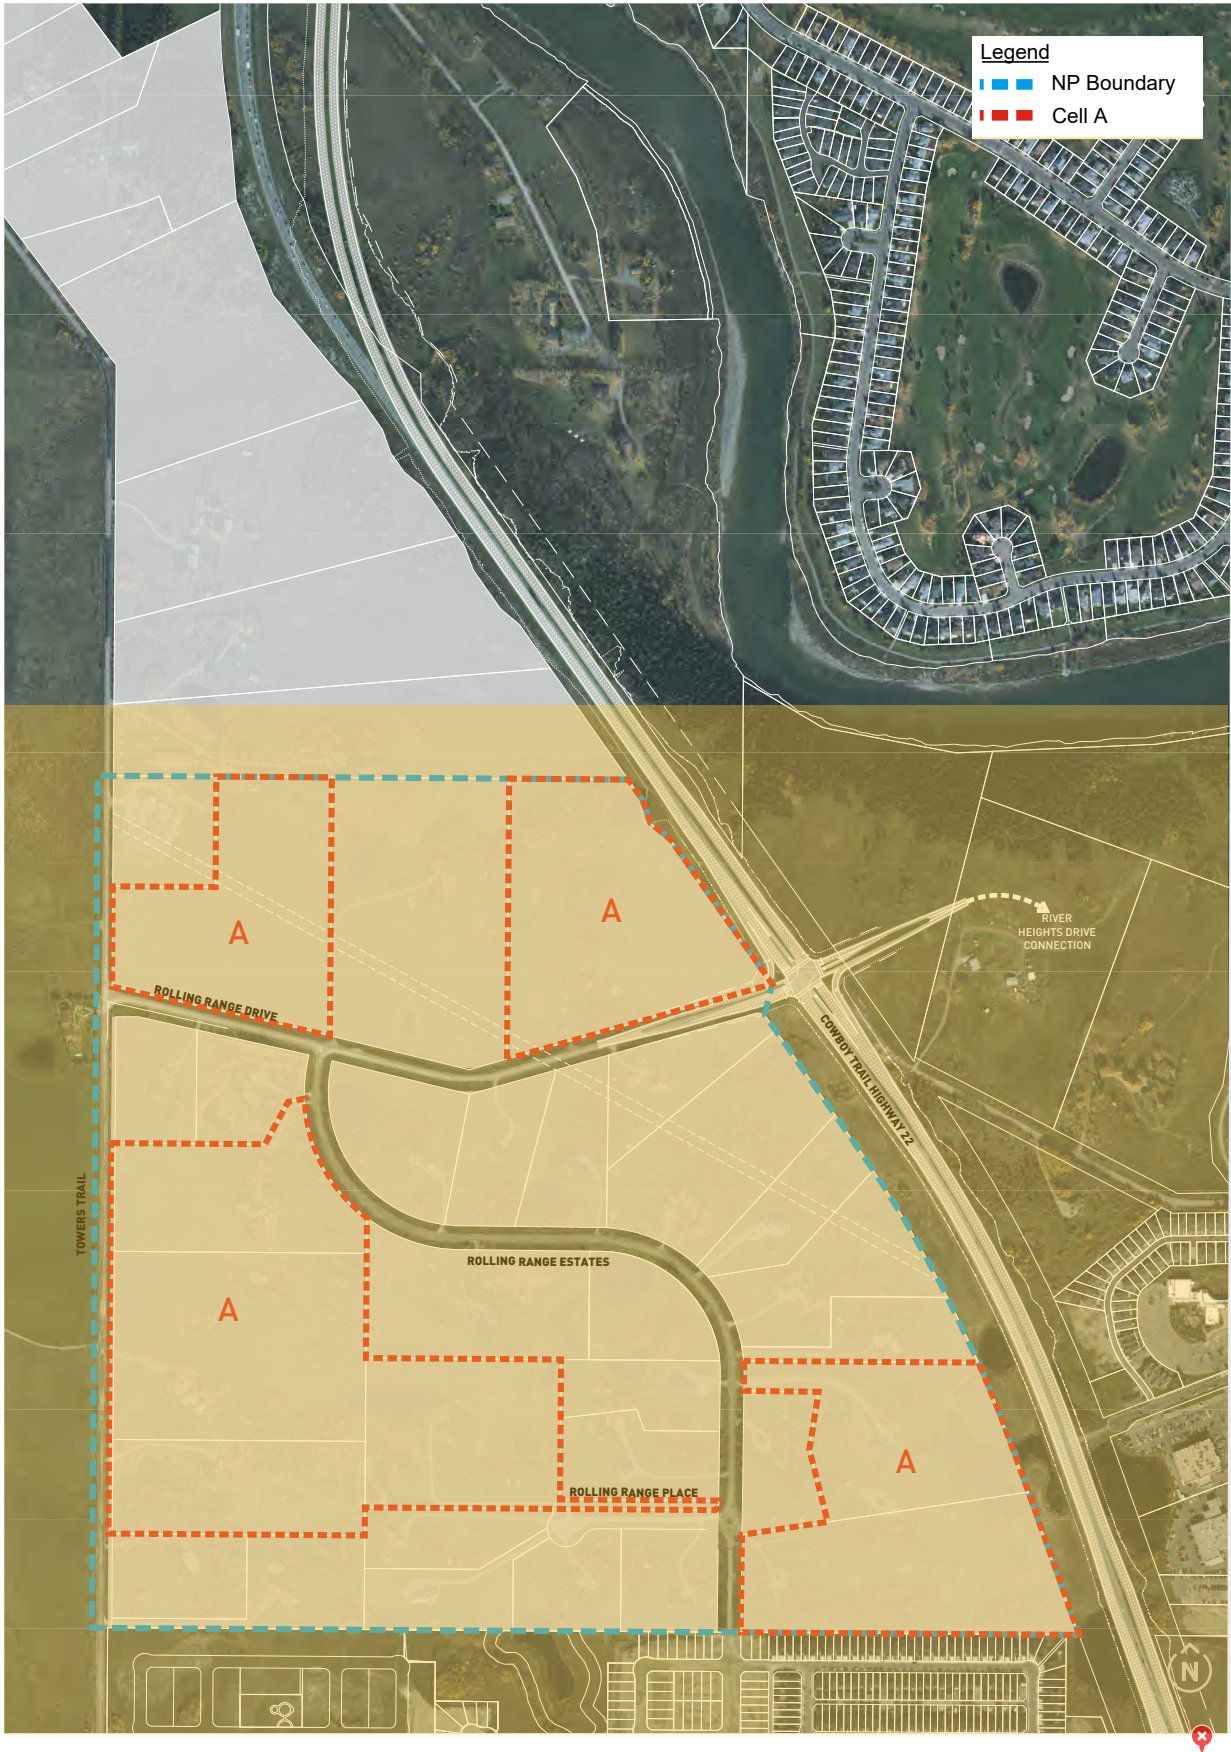 Legend
NP Boundary
Cell A
A
A
RIVER
HEIGHTS DRIVE
CONNECTION
ROLLING RANGE DRIVE
COWBOY TRAIL HIGHWAY 22
TOWERS TRAIL
ROLLING RANGE ESTATES
A
A
ROLLING RANGE PLACE
N